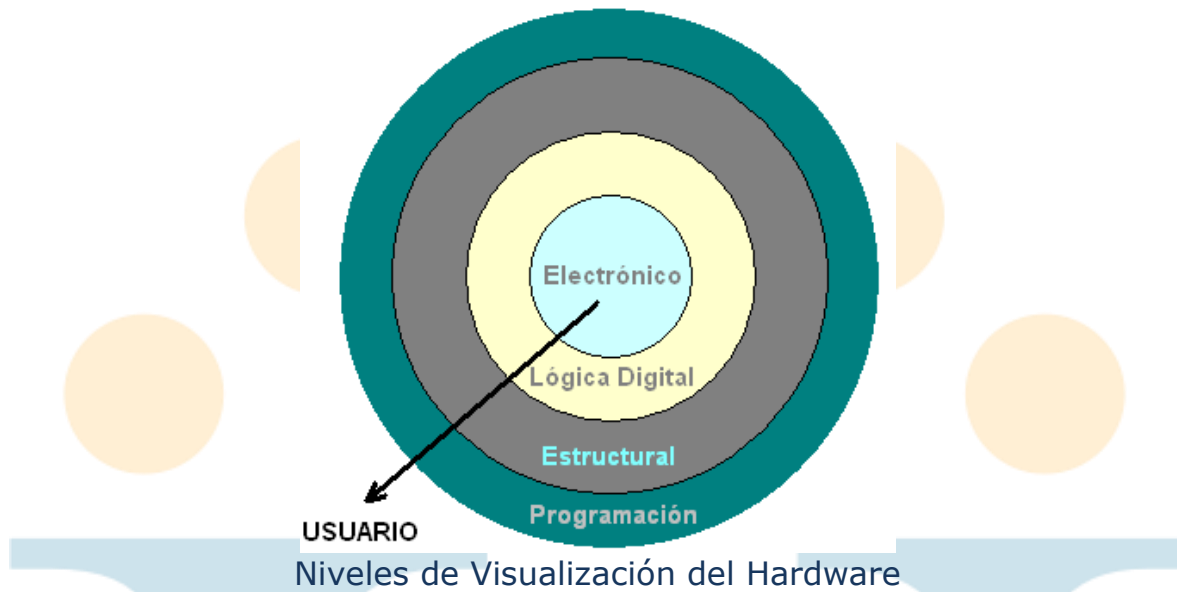 Electrónico
Lógica Digital
Estructural
Programación
USUARIO
Niveles de Visualización del Hardware